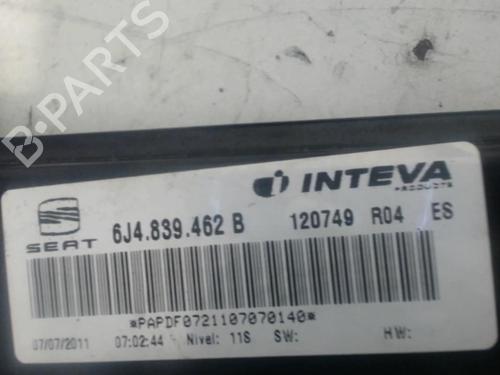 B-PARTS
INTEVA
PRODUCTS
SEAT
6J4.839.462 B
120749 R04 ES
*PAPDF0721107070140*
07/07/2011 07:02:44 Nivel: 11S SW: HW: